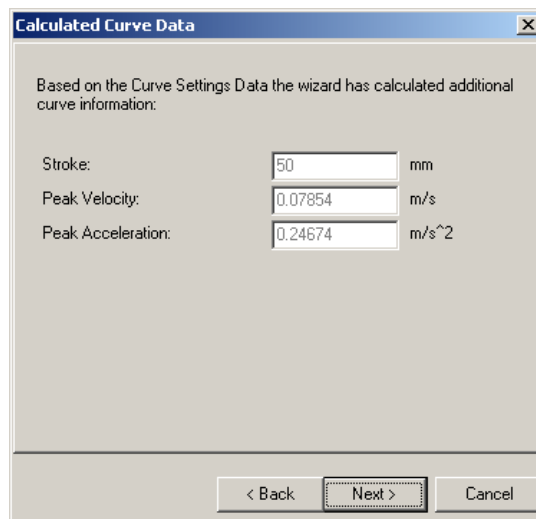 Calculated Curve Data
Based on the Curve Settings Data the wizard has calculated additional
curve information:
Stroke: 50 mm
Peak Velocity: 0.07854 m/s
Peak Acceleration: 0.24674 m/s^2
< Back Next > Cancel